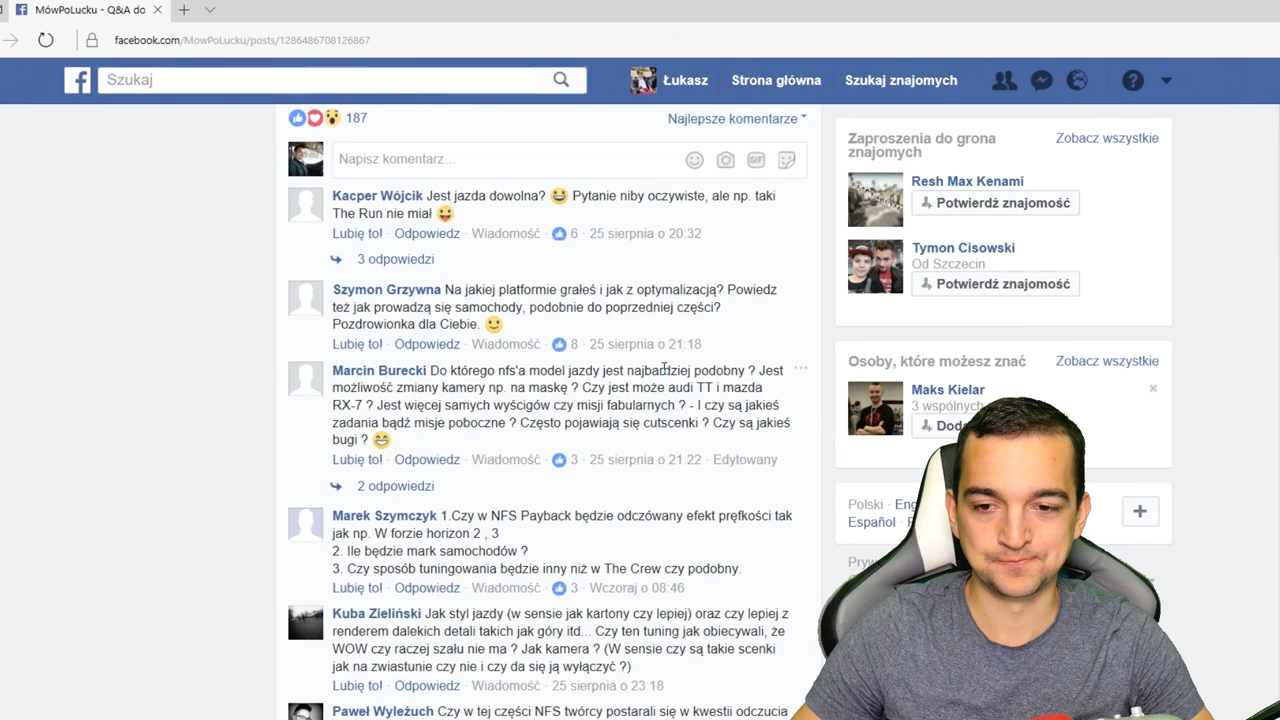 MówPoLucku - Q&A do
facebook.com/MowPoLucku/posts/1286486708126867
Szukaj
Łukasz
Strona główna
Szukaj znajomych
187
Najlepsze komentarze
Napisz komentarz...
GIF
Kacper Wójcik Jest jazda dowolna? Pytanie niby oczywiste, ale np. taki
The Run nie miał
Lubię to! · Odpowiedz · Wiadomość · 6 · 25 sierpnia o 20:32
3 odpowiedzi
Szymon Grzywna Na jakiej platformie grałeś i jak z optymalizacją? Powiedz
też jak prowadzą się samochody, podobnie do poprzedniej części?
Pozdrowionka dla Ciebie.
Lubię to! · Odpowiedz · Wiadomość · 8 · 25 sierpnia o 21:18
Marcin Burecki Do którego nfs'a model jazdy jest najbardziej podobny ? Jest
możliwość zmiany kamery np. na maskę ? Czy jest może audi TT i mazda
RX-7 ? Jest więcej samych wyścigów czy misji fabularnych ? - I czy są jakieś
zadania bądź misje poboczne ? Często pojawiają się cutscenki ? Czy są jakieś
bugi ?
Lubię to! · Odpowiedz · Wiadomość · 3 · 25 sierpnia o 21:22 · Edytowany
2 odpowiedzi
Marek Szymczyk 1.Czy w NFS Payback będzie odczówany efekt pręfkości tak
jak np. W forzie horizon 2 , 3
2. Ile będzie mark samochodów ?
3. Czy sposób tuningowania będzie inny niż w The Crew czy podobny.
Lubię to! · Odpowiedz · Wiadomość · 3 · Wczoraj o 08:46
Kuba Zieliński Jak styl jazdy (w sensie jak kartony czy lepiej) oraz czy lepiej z
renderem dalekich detali takich jak góry itd... Czy ten tuning jak obiecywali, że
WOW czy raczej szału nie ma ? Jak kamera ? (W sensie czy są takie scenki
jak na zwiastunie czy nie i czy da się ją wyłączyć ?)
Lubię to! · Odpowiedz · Wiadomość · 25 sierpnia o 23:18
Paweł Wyleżuch Czy w tej części NFS twórcy postarali się w kwestii odczucia
Zaproszenia do grona
znajomych
Zobacz wszystkie
Resh Max Kenami
Potwierdź znajomość
Tymon Cisowski
Od Szczecin
Potwierdź znajomość
Osoby, które możesz znać
Zobacz wszystkie
Maks Kielar
3 wspólnych
Polski ·
Español ·